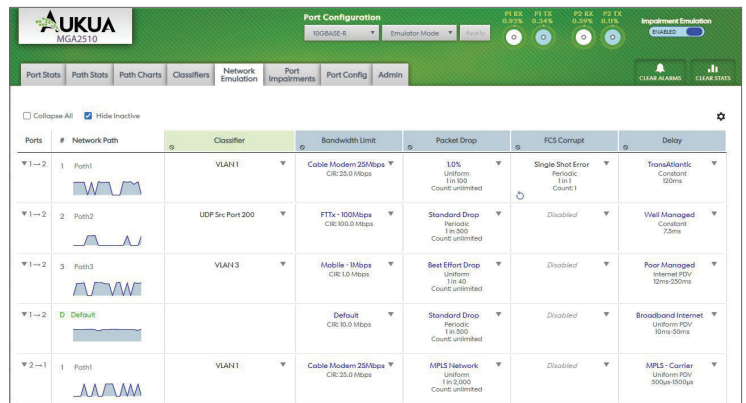 AUKUA
MGA2510
Port Configuration
10GBASE-R
Emulator Mode
Apply
P1 RX
0.93%
P1 TX
0.34%
P2 RX
0.59%
P2 TX
0.11%
Impairment Emulation
ENABLED
Port Stats
Path Stats
Path Charts
Classifiers
Network
Emulation
Port
Impairments
Port Config
Admin
CLEAR ALARMS
CLEAR STATS
Collapse All
Hide Inactive
Ports # Network Path Classifier Bandwidth Limit Packet Drop FCS Corrupt Delay
1→2 1 Path1 VLAN 1 Cable Modem 25Mbps 1.0% Single Shot Error TransAtlantic
CIR: 25.0 Mbps Uniform Periodic Constant
1 in 100 1 in 1 120ms
Count: unlimited Count: 1
1→2 2 Path2 UDP Src Port 200 FTTx - 100Mbps Standard Drop Disabled Well Managed
CIR: 100.0 Mbps Periodic Constant
1 in 500 7.5ms
Count: unlimited
1→2 3 Path3 VLAN 3 Mobile - 1Mbps Best Effort Drop Disabled Poor Managed
CIR: 1.0 Mbps Uniform Internet PDV
1 in 40 12ms-250ms
Count: unlimited
1→2 D Default Default Standard Drop Disabled Broadband Internet
CIR: 10.0 Mbps Periodic Uniform PDV
1 in 500 10ms-50ms
Count: unlimited
2→1 1 Path1 VLAN 1 Cable Modem 25Mbps MPLS Network Disabled MPLS - Carrier
CIR: 25.0 Mbps Uniform Uniform PDV
1 in 2,000 500µs-1500µs
Count: unlimited